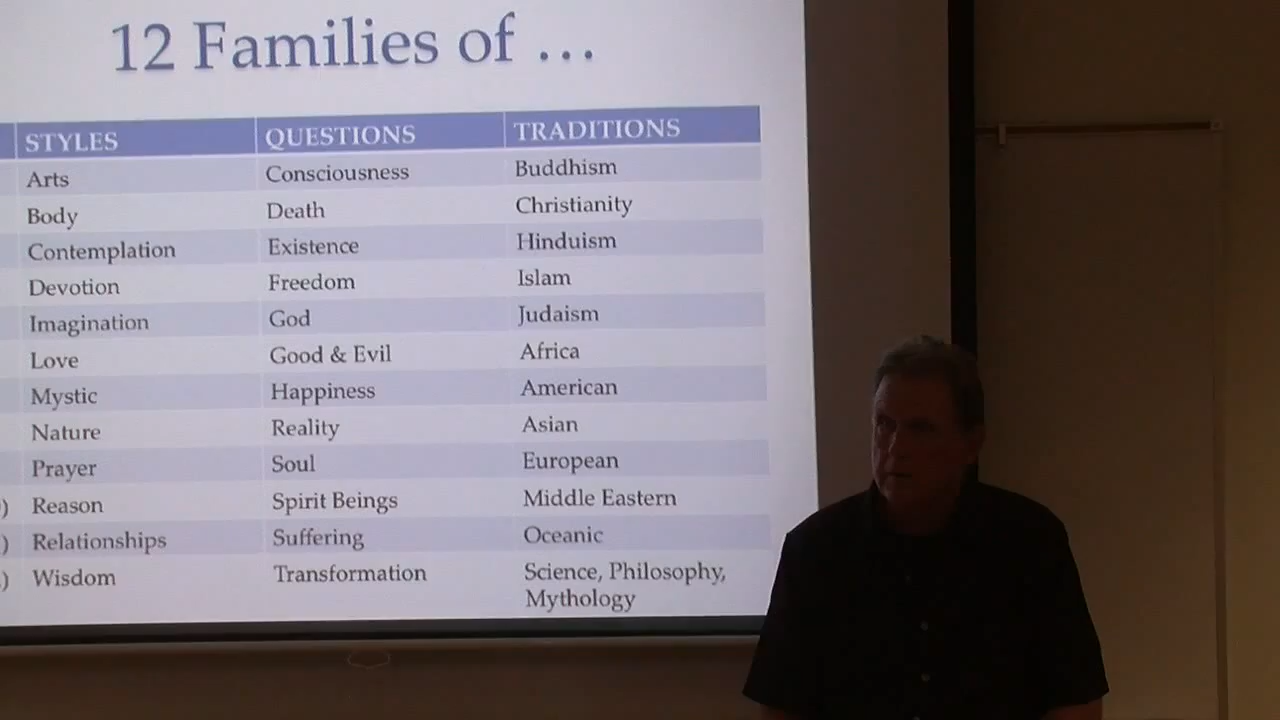 12 Families of ...
STYLES QUESTIONS TRADITIONS
Arts Consciousness Buddhism
Body Death Christianity
Contemplation Existence Hinduism
Devotion Freedom Islam
Imagination God Judaism
Love Good & Evil Africa
Mystic Happiness American
Nature Reality Asian
Prayer Soul European
) Reason Spirit Beings Middle Eastern
) Relationships Suffering Oceanic
) Wisdom Transformation Science, Philosophy,
Mythology